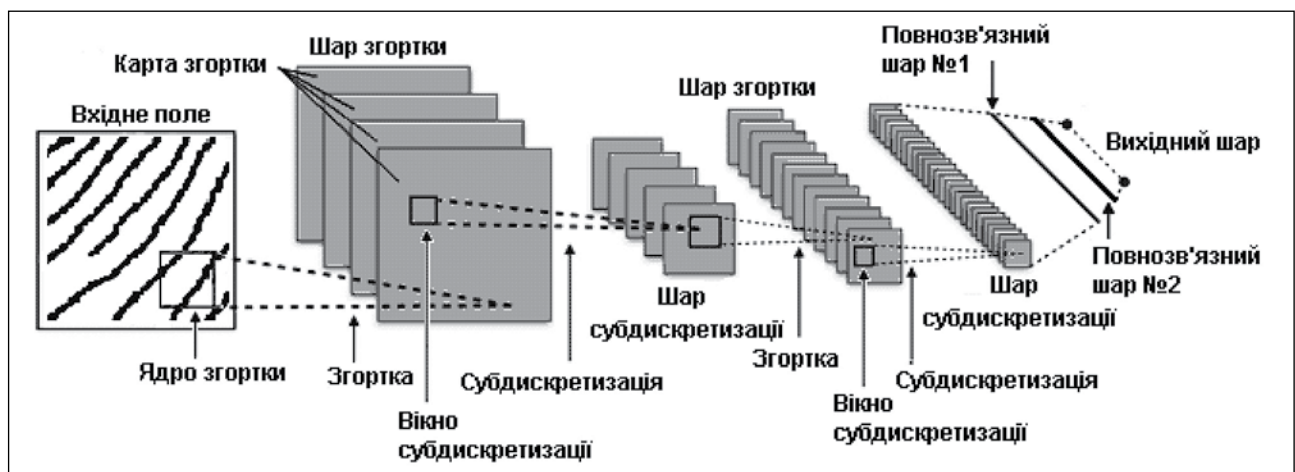 Повнозв'язний
шар №1
Шар згортки
Карта згортки
Шар згортки
Вхідне поле
Вихідний шар
Повнозв'язний
шар №2
Шар
субдискретизації
Шар
субдискретизації
Згортка
Ядро згортки
Згортка
Субдискретизація
Субдискретизація
Вікно
субдискретизації
Вікно
субдискретизації